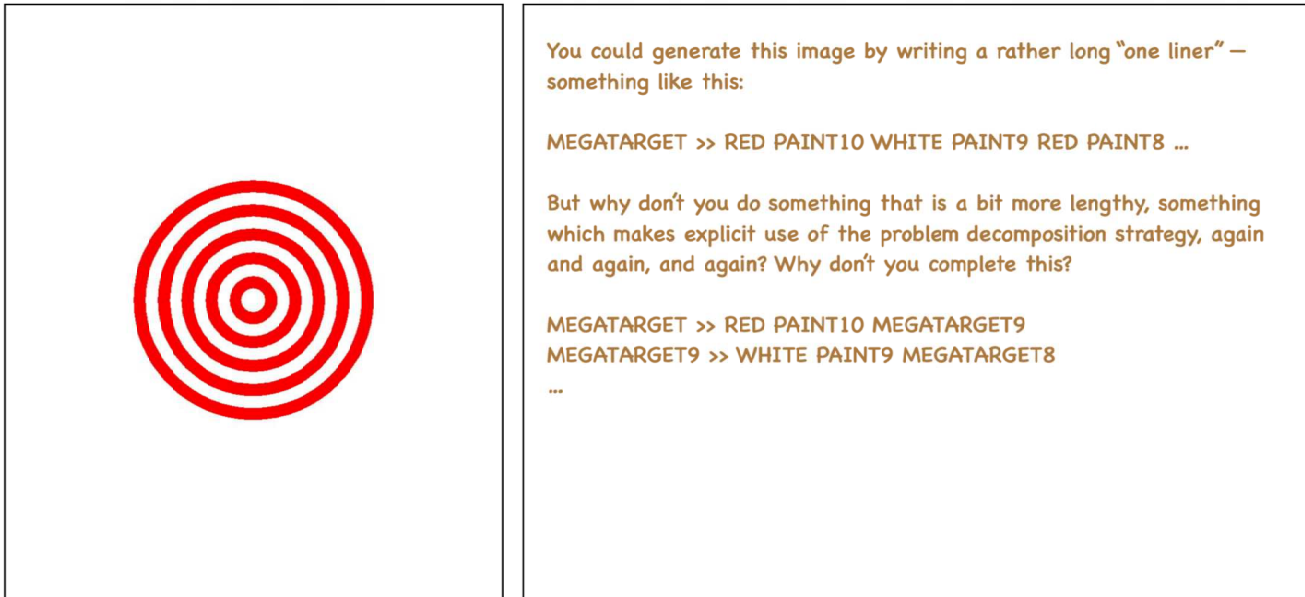 You could generate this image by writing a rather long “one liner” —
something like this:
MEGATARGET >> RED PAINT10 WHITE PAINT9 RED PAINT8 ...
But why don’t you do something that is a bit more lengthy, something
which makes explicit use of the problem decomposition strategy, again
and again, and again? Why don’t you complete this?
MEGATARGET >> RED PAINT10 MEGATARGET9
MEGATARGET9 >> WHITE PAINT9 MEGATARGET8
...